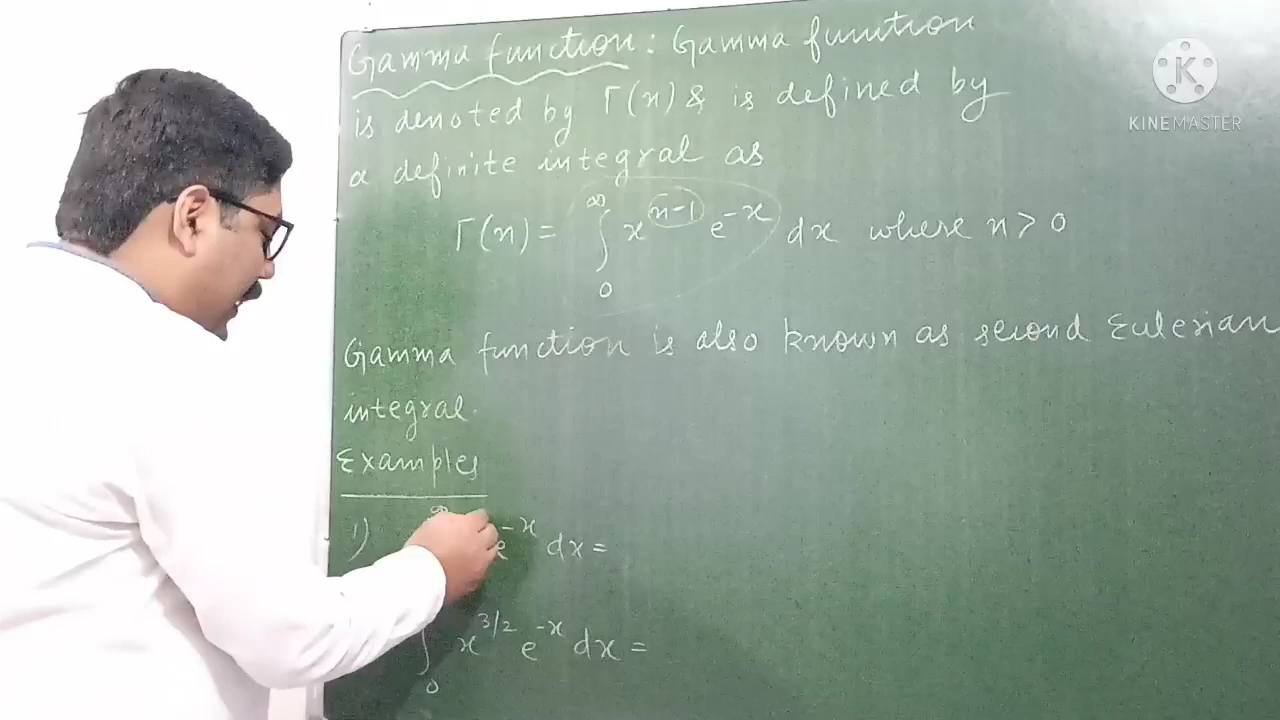 Gamma function: Gamma function
is denoted by Γ(n) & is defined by
a definite integral as
Γ(n) = ∫₀^∞ x^(n-1) e^(-x) dx where n > 0
Gamma function is also known as second Eulerian
integral.
Examples
1) e^(-x) dx =
∫₀ x^(3/2) e^(-x) dx =
KINEMASTER